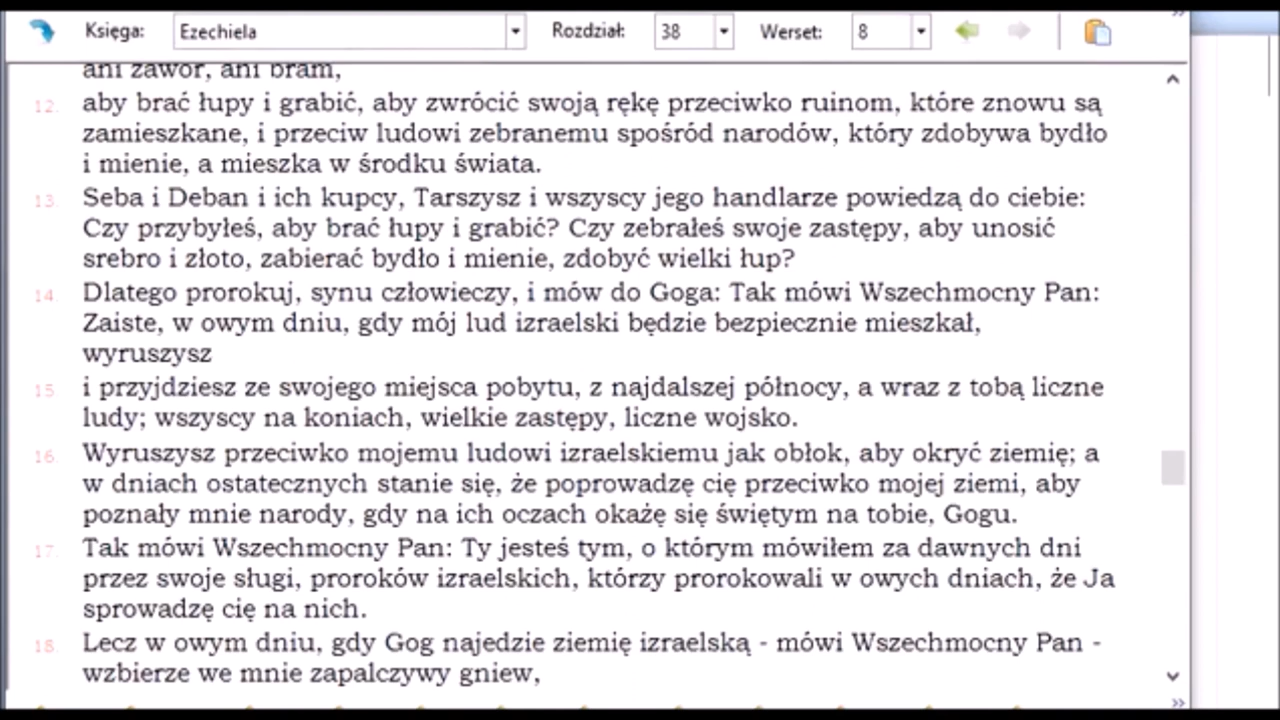 Księga: Ezechiela Rozdział: 38 Werset: 8
ani zawór, ani bram,
12. aby brać łupy i grabić, aby zwrócić swoją rękę przeciwko ruinom, które znowu są
zamieszkane, i przeciw ludowi zebranemu spośród narodów, który zdobywa bydło
i mienie, a mieszka w środku świata.
13. Seba i Deban i ich kupcy, Tarszysz i wszyscy jego handlarze powiedzą do ciebie:
Czy przybyłeś, aby brać łupy i grabić? Czy zebrałeś swoje zastępy, aby unosić
srebro i złoto, zabierać bydło i mienie, zdobyć wielki łup?
14. Dlatego prorokuj, synu człowieczy, i mów do Goga: Tak mówi Wszechmocny Pan:
Zaiste, w owym dniu, gdy mój lud izraelski będzie bezpiecznie mieszkał,
wyruszysz
15. i przyjdziesz ze swojego miejsca pobytu, z najdalszej północy, a wraz z tobą liczne
ludy; wszyscy na koniach, wielkie zastępy, liczne wojsko.
16. Wyruszysz przeciwko mojemu ludowi izraelskiemu jak obłok, aby okryć ziemię; a
w dniach ostatecznych stanie się, że poprowadzę cię przeciwko mojej ziemi, aby
poznały mnie narody, gdy na ich oczach okażę się świętym na tobie, Gogu.
17. Tak mówi Wszechmocny Pan: Ty jesteś tym, o którym mówiłem za dawnych dni
przez swoje sługi, proroków izraelskich, którzy prorokowali w owych dniach, że Ja
sprowadzę cię na nich.
18. Lecz w owym dniu, gdy Gog najedzie ziemię izraelską - mówi Wszechmocny Pan -
wzbierze we mnie zapalczywy gniew,